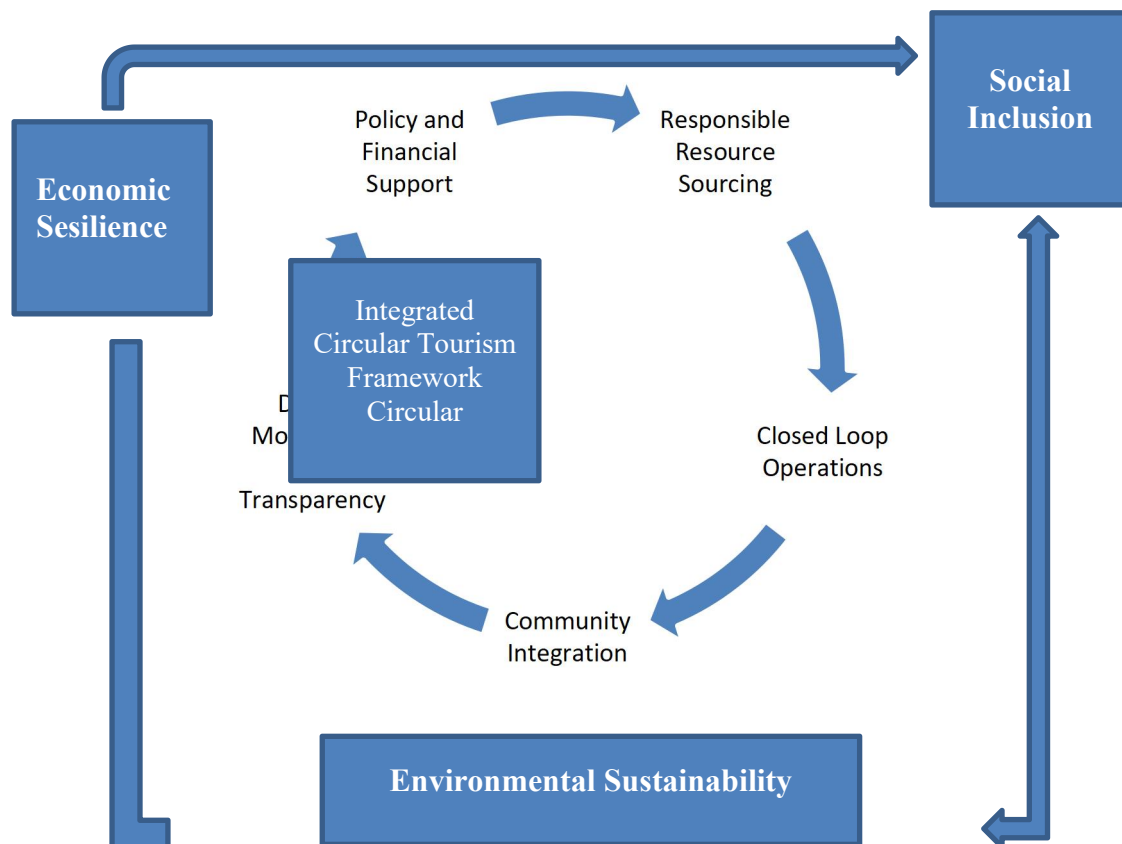 Social
Inclusion
Policy and
Financial
Support
Responsible
Resource
Sourcing
Economic
Sesilience
Integrated
Circular Tourism
Framework
Circular
Closed Loop
Operations
Transparency
Community
Integration
Environmental Sustainability